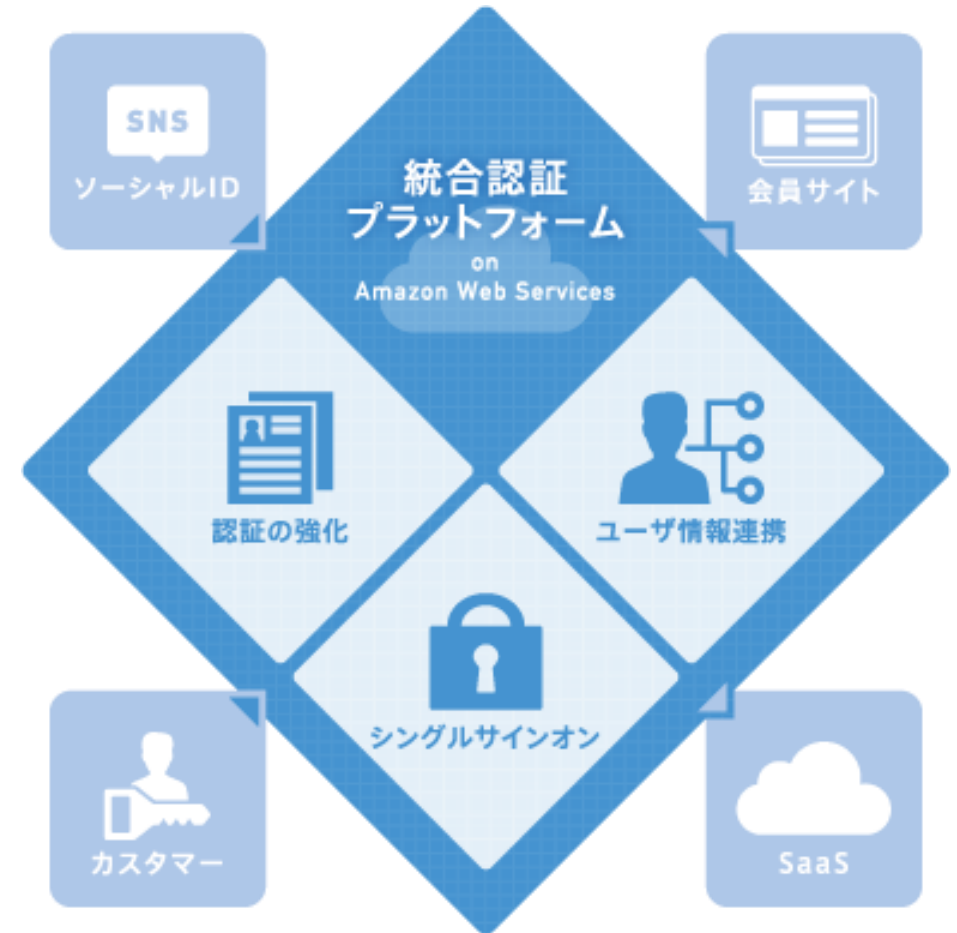 SNS
ソーシャルID
会員サイト
統合認証
プラットフォーム
on
Amazon Web Services
認証の強化
ユーザ情報連携
シングルサインオン
カスタマー
SaaS